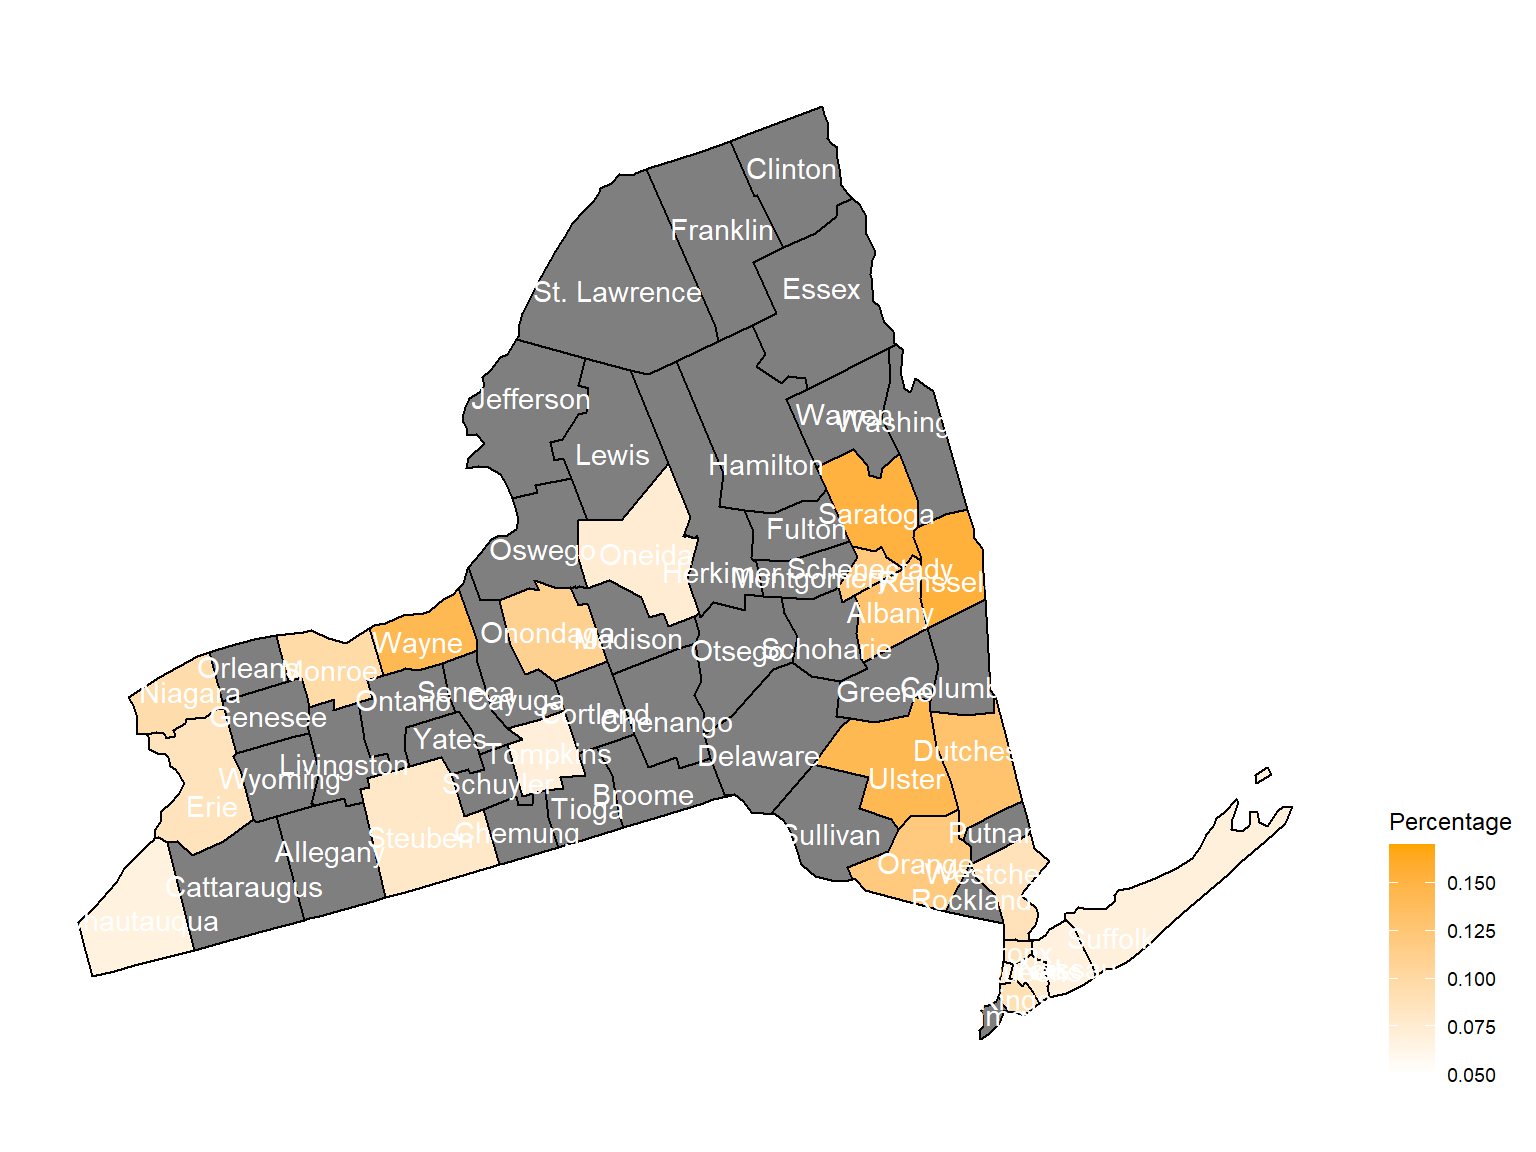 Clinton
Franklin
Essex
St. Lawrence
Jefferson
Warren
Washing
Lewis
Hamilton
Saratoga
Fulton
Oswego
Oneida
Herkimer
Montgomery
Schenectady
Renssel
Albany
Wayne
Onondaga
Madison
Otsego
Schoharie
Orleans
Monroe
Niagara
Genesee
Ontario
Seneca
Cayuga
Cortland
Chenango
Greene
Columb
Yates
Tompkins
Delaware
Dutches
Livingston
Wyoming
Schuyler
Ulster
Erie
Broome
Tioga
Steuben
Chemung
Sullivan
Putnar
Percentage
Allegany
Orange
Westche
Cattaraugus
Rockland
hautauqua
Suffolk
0.150
0.125
0.100
0.075
0.050